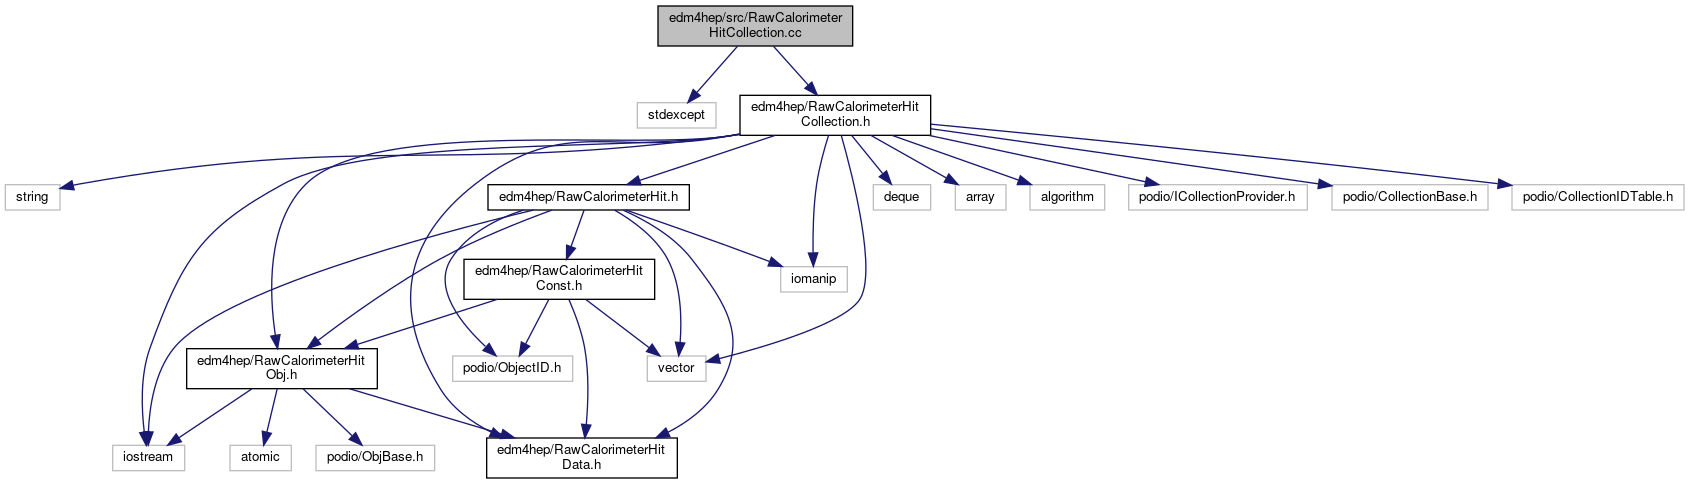 edm4hep/src/RawCalorimeter
HitCollection.cc
stdexcept
edm4hep/RawCalorimeterHit
Collection.h
string
edm4hep/RawCalorimeterHit.h
deque
array
algorithm
podio/ICollectionProvider.h
podio/CollectionBase.h
podio/CollectionIDTable.h
edm4hep/RawCalorimeterHit
Const.h
iomanip
edm4hep/RawCalorimeterHit
Obj.h
podio/ObjectID.h
vector
iostream
atomic
podio/ObjBase.h
edm4hep/RawCalorimeterHit
Data.h